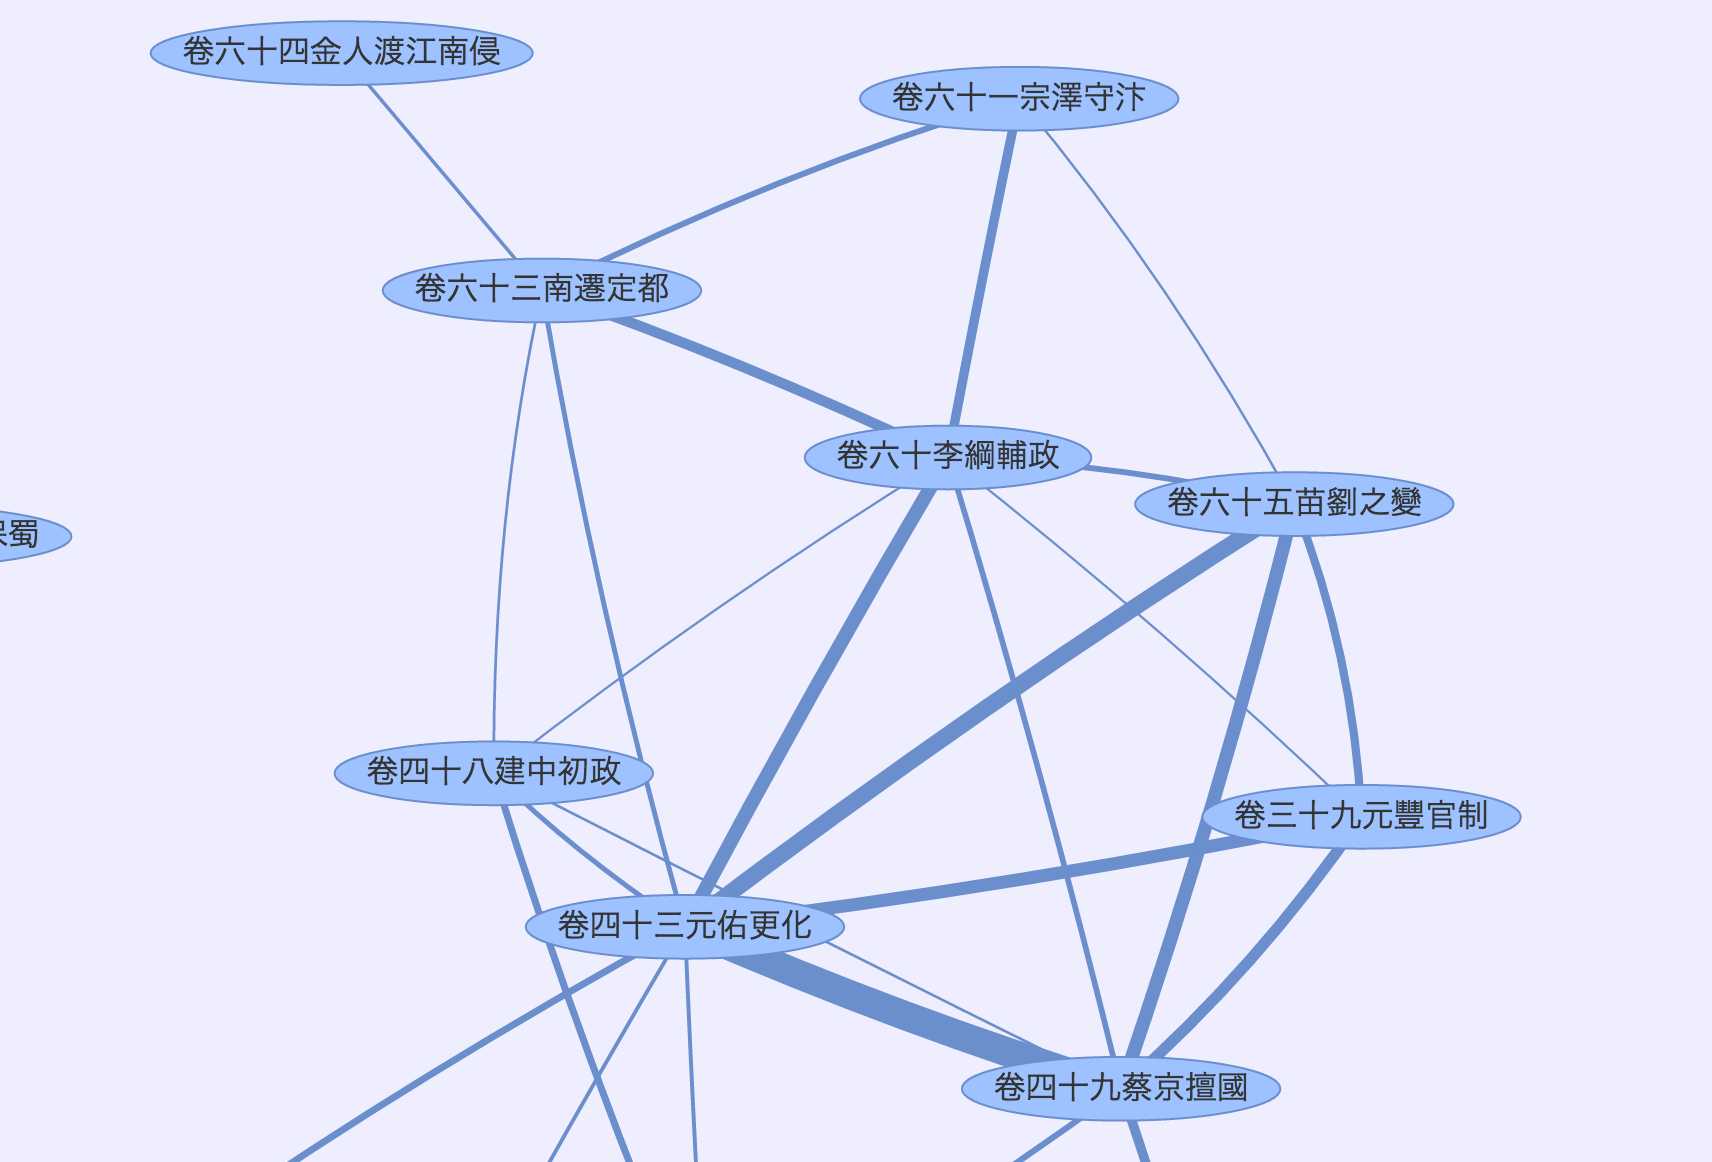 卷六十四金人渡江南侵
卷六十一宗澤守汴
卷六十三南遷定都
卷六十李綱輔政
卷六十五苗劉之變
蜀
卷四十八建中初政
卷三十九元豐官制
卷四十三元佑更化
卷四十九蔡京擅國